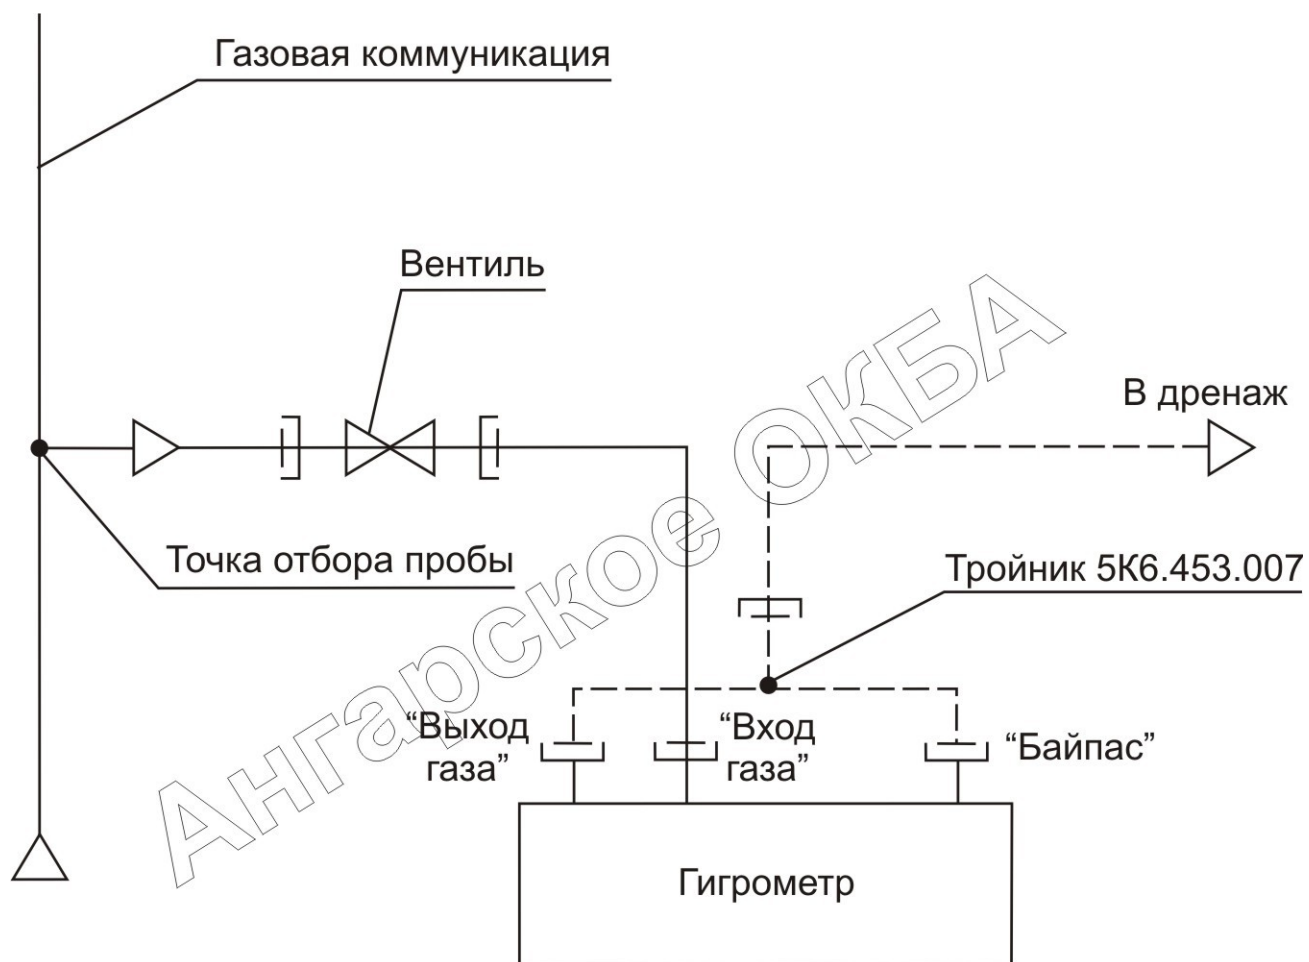 Газовая коммуникация
Вентиль
В дренаж
Точка отбора пробы
Тройник 5К6.453.007
“Выход
газа”
“Вход
газа”
“Байпас”
Гигрометр
Ангарское ОКБА